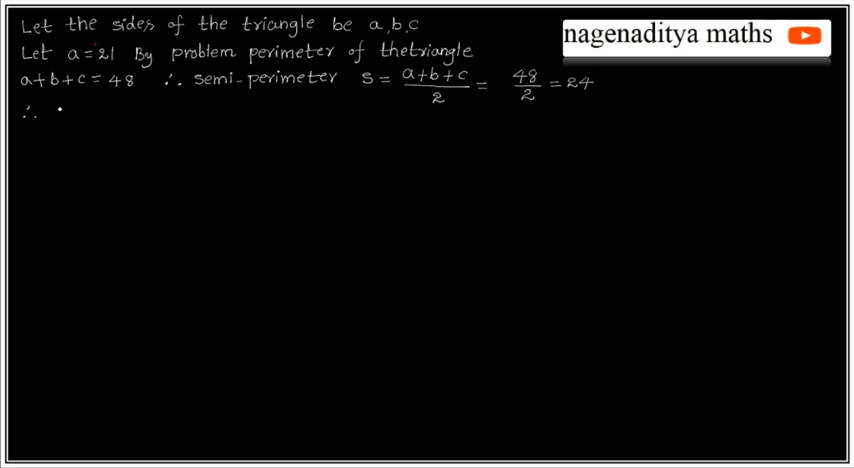 Let the sides of the triangle be a,b,c
nagenaditya maths
Let a=21 By problem perimeter of thetriangle
a+b+c=48 ∴ semi-perimeter S = a+b+c/2 = 48/2 = 24
∴